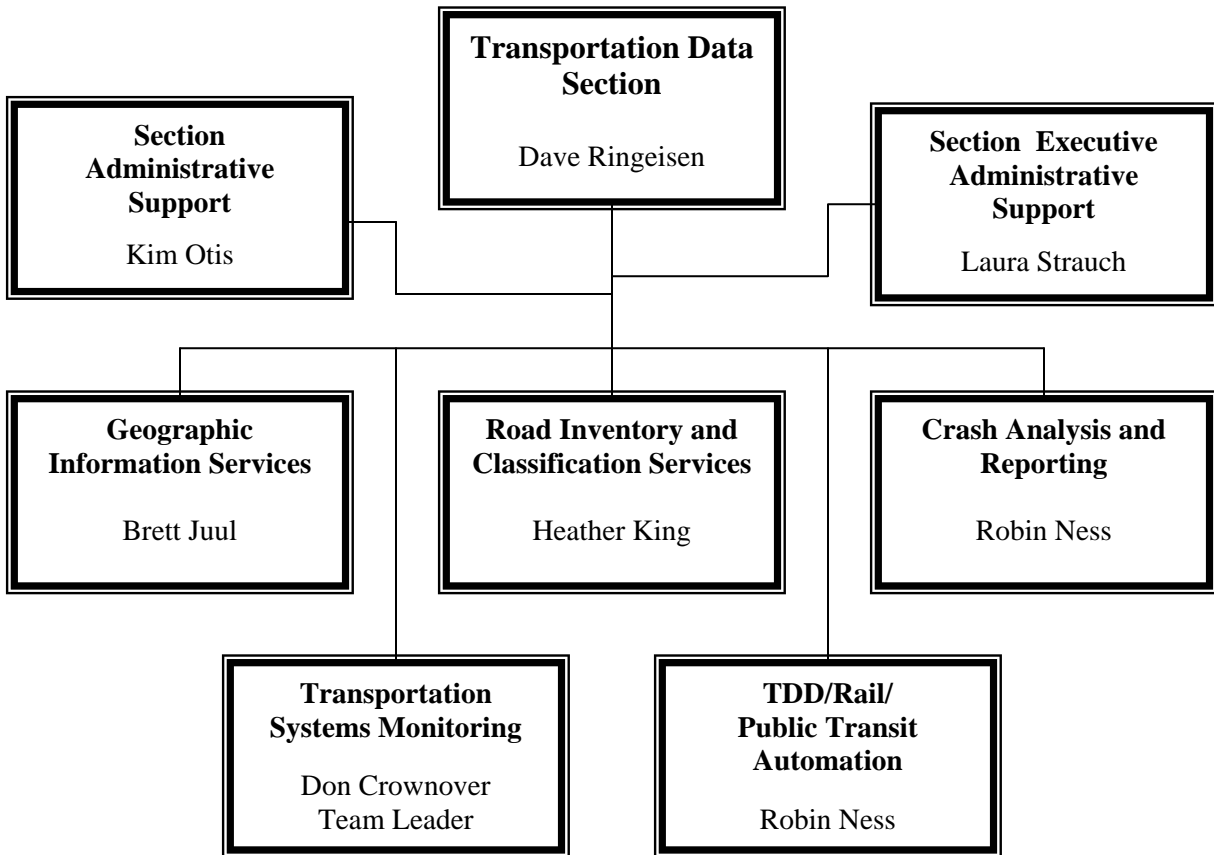 Transportation Data
Section
Dave Ringeisen
Section
Administrative
Support
Kim Otis
Section Executive
Administrative
Support
Laura Strauch
Geographic
Information Services
Brett Juul
Road Inventory and
Classification Services
Heather King
Crash Analysis and
Reporting
Robin Ness
Transportation
Systems Monitoring
Don Crownover
Team Leader
TDD/Rail/
Public Transit
Automation
Robin Ness